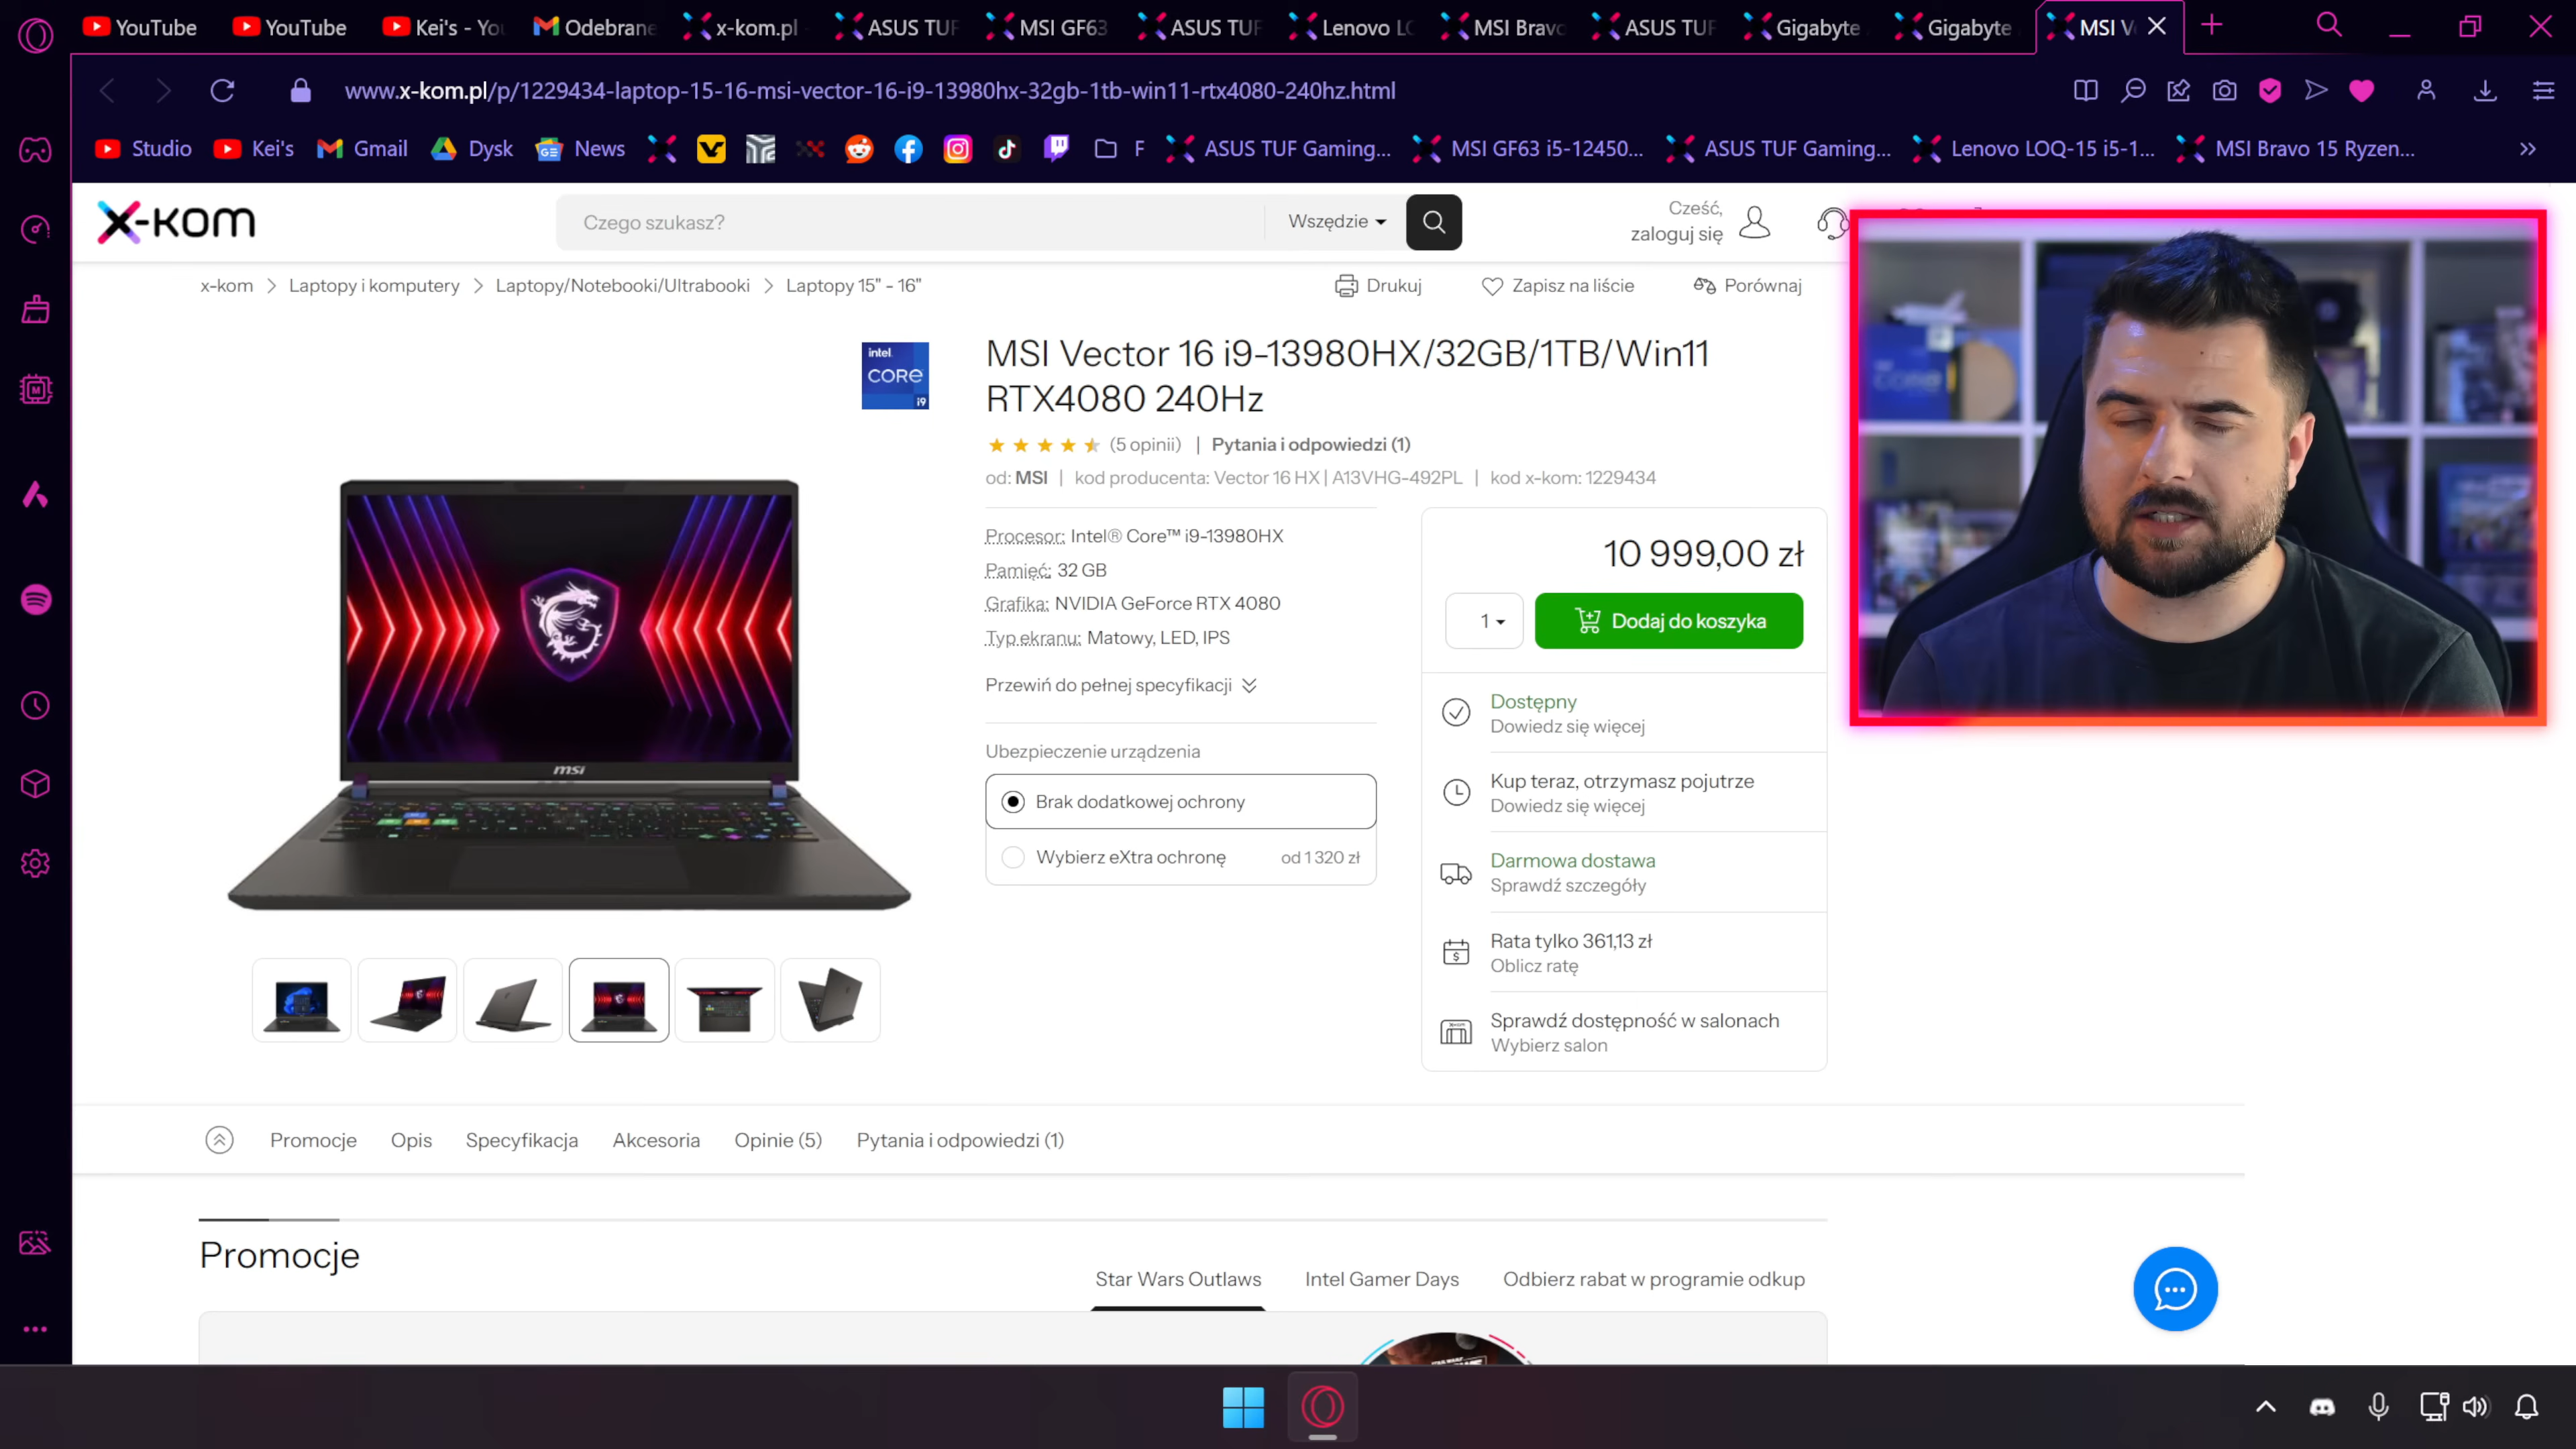 YouTube
YouTube
Kei's - You
Odebrane
x-kom.pl -
ASUS TUF
MSI GF63
ASUS TUF
Lenovo LO
MSI Bravo
ASUS TUF
Gigabyte
Gigabyte
MSI V
www.x-kom.pl/p/1229434-laptop-15-16-msi-vector-16-i9-13980hx-32gb-1tb-win11-rtx4080-240hz.html
Studio
Kei's
Gmail
Dysk
News
F
ASUS TUF Gaming...
MSI GF63 i5-12450...
ASUS TUF Gaming...
Lenovo LOQ-15 i5-1...
MSI Bravo 15 Ryzen...
x-kom
Czego szukasz?
Wszędzie
Cześć,
zaloguj się
x-kom > Laptopy i komputery > Laptopy/Notebooki/Ultrabooki > Laptopy 15" - 16"
Drukuj
Zapisz na liście
Porównaj
intel
CORE
i9
MSI Vector 16 i9-13980HX/32GB/1TB/Win11
RTX4080 240Hz
(5 opinii) | Pytania i odpowiedzi (1)
od: MSI | kod producenta: Vector 16 HX | A13VHG-492PL | kod x-kom: 1229434
Procesor: Intel® Core™ i9-13980HX
Pamięć: 32 GB
Grafika: NVIDIA GeForce RTX 4080
Typ ekranu: Matowy, LED, IPS
Przewiń do pełnej specyfikacji
Ubezpieczenie urządzenia
Brak dodatkowej ochrony
Wybierz eXtra ochronę od 1 320 zł
10 999,00 zł
1
Dodaj do koszyka
Dostępny
Dowiedz się więcej
Kup teraz, otrzymasz pojutrze
Dowiedz się więcej
Darmowa dostawa
Sprawdź szczegóły
Rata tylko 361,13 zł
Oblicz ratę
Sprawdź dostępność w salonach
Wybierz salon
msi
Promocje
Opis
Specyfikacja
Akcesoria
Opinie (5)
Pytania i odpowiedzi (1)
Promocje
Star Wars Outlaws
Intel Gamer Days
Odbierz rabat w programie odkup